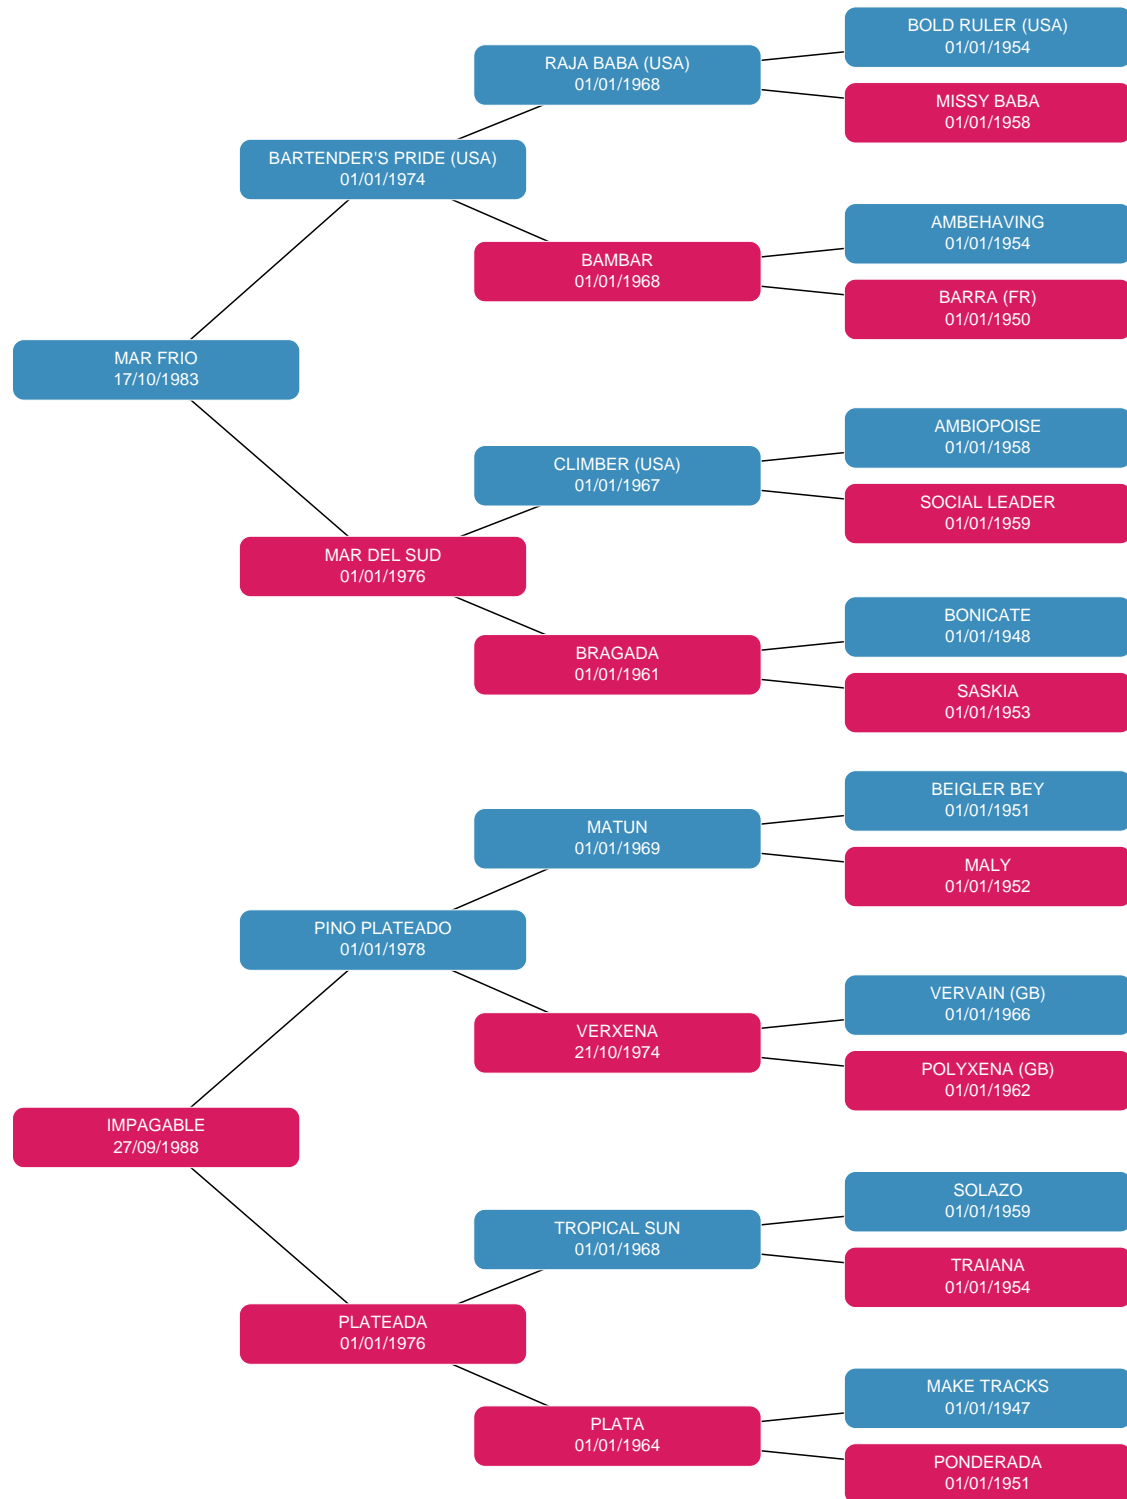 BOLD RULER (USA)
01/01/1954
RAJA BABA (USA)
01/01/1968
MISSY BABA
01/01/1958
BARTENDER'S PRIDE (USA)
01/01/1974
AMBEHAVING
01/01/1954
BAMBAR
01/01/1968
BARRA (FR)
01/01/1950
MAR FRIO
17/10/1983
AMBIOPOISE
01/01/1958
CLIMBER (USA)
01/01/1967
SOCIAL LEADER
01/01/1959
MAR DEL SUD
01/01/1976
BONICATE
01/01/1948
BRAGADA
01/01/1961
SASKIA
01/01/1953
BEIGLER BEY
01/01/1951
MATUN
01/01/1969
MALY
01/01/1952
PINO PLATEADO
01/01/1978
VERVAIN (GB)
01/01/1966
VERXENA
21/10/1974
POLYXENA (GB)
01/01/1962
IMPAGABLE
27/09/1988
SOLAZO
01/01/1959
TROPICAL SUN
01/01/1968
TRAIANA
01/01/1954
PLATEADA
01/01/1976
MAKE TRACKS
01/01/1947
PLATA
01/01/1964
PONDERADA
01/01/1951